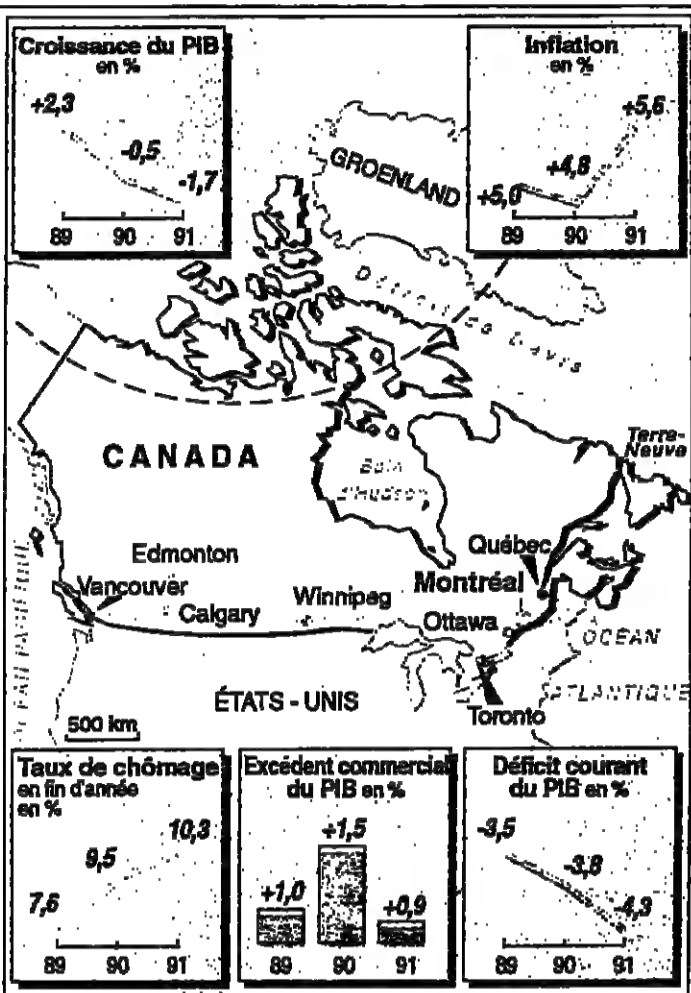 Croissance du PIB
en %
+2,3
-0,5
-1,7
89 90 91
Inflation
en %
+5,6
+4,8
+5,0
89 90 91
GROENLAND
Détroit de Davis
CANADA
Baie
d'Hudson
Terre-
Neuve
Edmonton
Québec
Vancouver
Montréal
Calgary
Winnipeg
Ottawa
OCÉAN
ATLANTIQUE
ÉTATS - UNIS
Toronto
500 km
Taux de chômage
en fin d'année
en %
10,3
9,5
7,6
89 90 91
Excédent commercial
du PIB en %
+1,5
+1,0
+0,9
89 90 91
Déficit courant
du PIB en %
-3,5
-3,8
-4,3
89 90 91